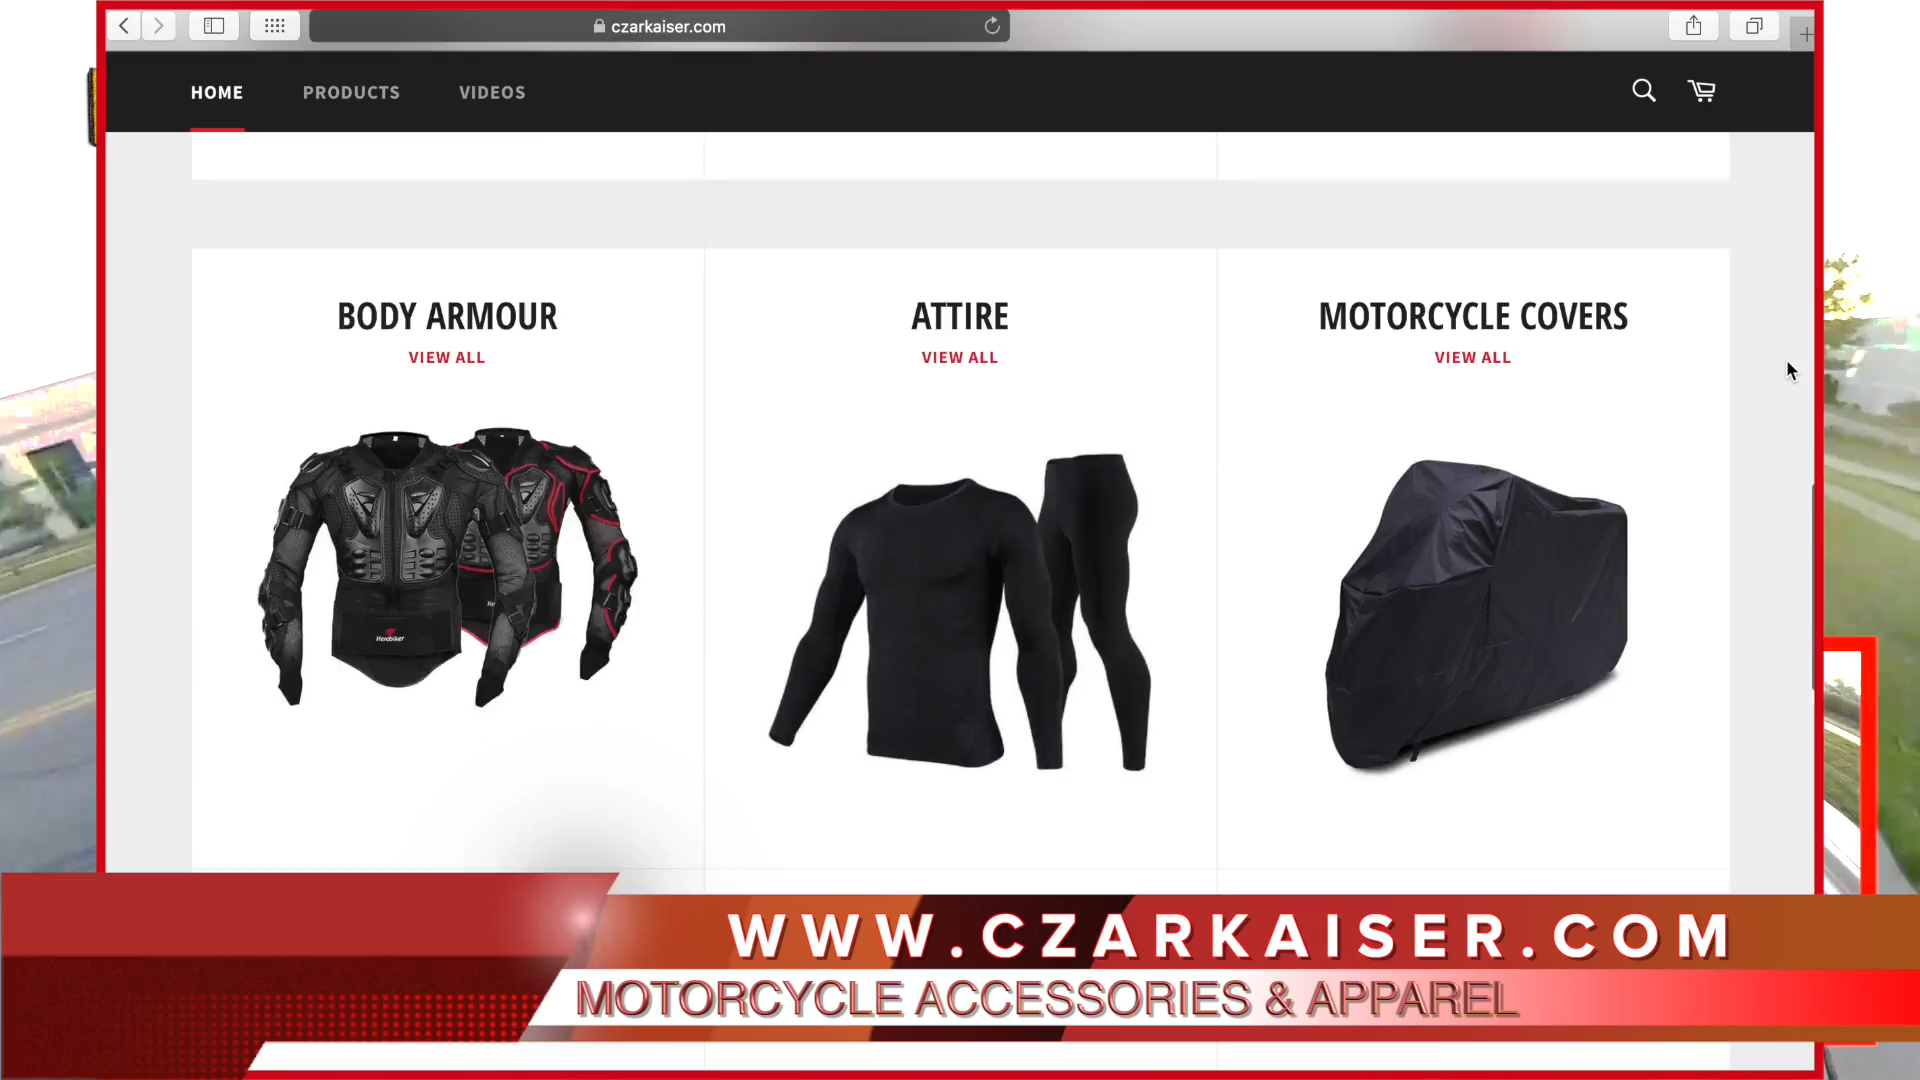 czarkaiser.com
HOME PRODUCTS VIDEOS
BODY ARMOUR
VIEW ALL
ATTIRE
VIEW ALL
MOTORCYCLE COVERS
VIEW ALL
Herobiker
WWW.CZARKAISER.COM
MOTORCYCLE ACCESSORIES & APPAREL